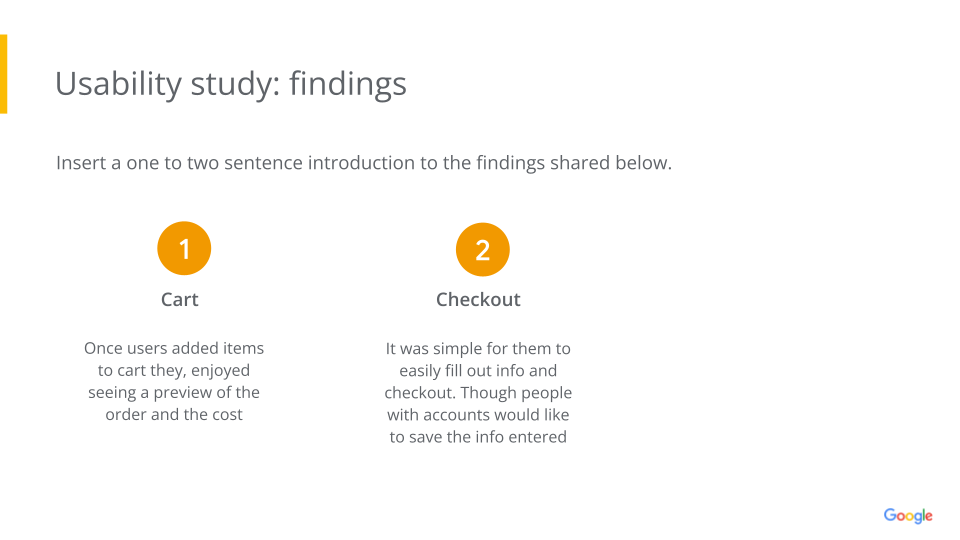 Usability study: findings
Insert a one to two sentence introduction to the findings shared below.
1
Cart
Once users added items
to cart they, enjoyed
seeing a preview of the
order and the cost
2
Checkout
It was simple for them to
easily fill out info and
checkout. Though people
with accounts would like
to save the info entered
Google